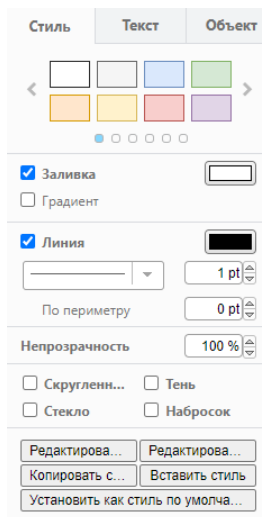 Стиль Текст Объект
Заливка
Градиент
Линия
1 pt
По периметру 0 pt
Непрозрачность 100 %
Скругленн... Тень
Стекло Набросок
Редактирова... Редактирова...
Копировать с... Вставить стиль
Установить как стиль по умолча...